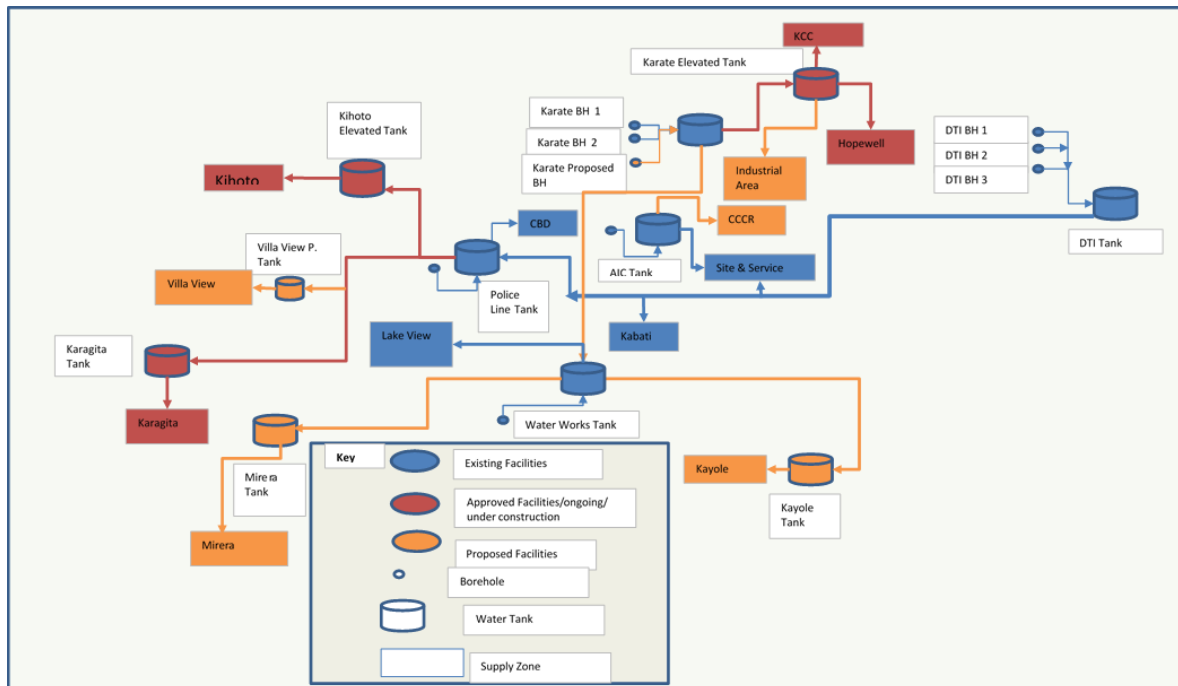 KCC
Karate Elevated Tank
Karate BH 1
Karate BH 2
Karate Proposed
BH
Kihoto
Elevated Tank
DTI BH 1
DTI BH 2
DTI BH 3
Hopewell
Industrial
Area
Kihoto
CBD
CCCR
DTI Tank
Villa View P.
Tank
AIC Tank
Site & Service
Villa View
Police
Line Tank
Lake View
Kabati
Karagita
Tank
Karagita
Water Works Tank
Mirera
Tank
Kayole
Kayole
Tank
Mirera
Key
Existing Facilities
Approved Facilities/ongoing/
under construction
Proposed Facilities
Borehole
Water Tank
Supply Zone